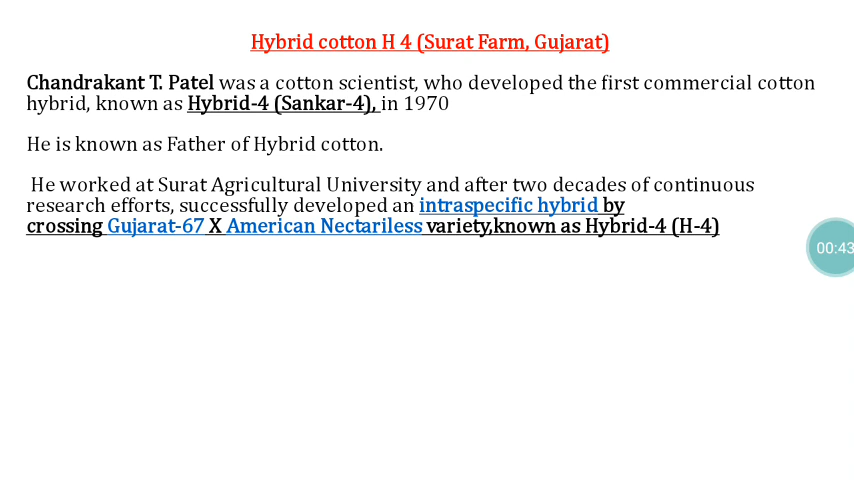 Hybrid cotton H 4 (Surat Farm, Gujarat)
Chandrakant T. Patel was a cotton scientist, who developed the first commercial cotton
hybrid, known as Hybrid-4 (Sankar-4), in 1970
He is known as Father of Hybrid cotton.
He worked at Surat Agricultural University and after two decades of continuous
research efforts, successfully developed an intraspecific hybrid by
crossing Gujarat-67 X American Nectariless variety,known as Hybrid-4 (H-4)
00:43